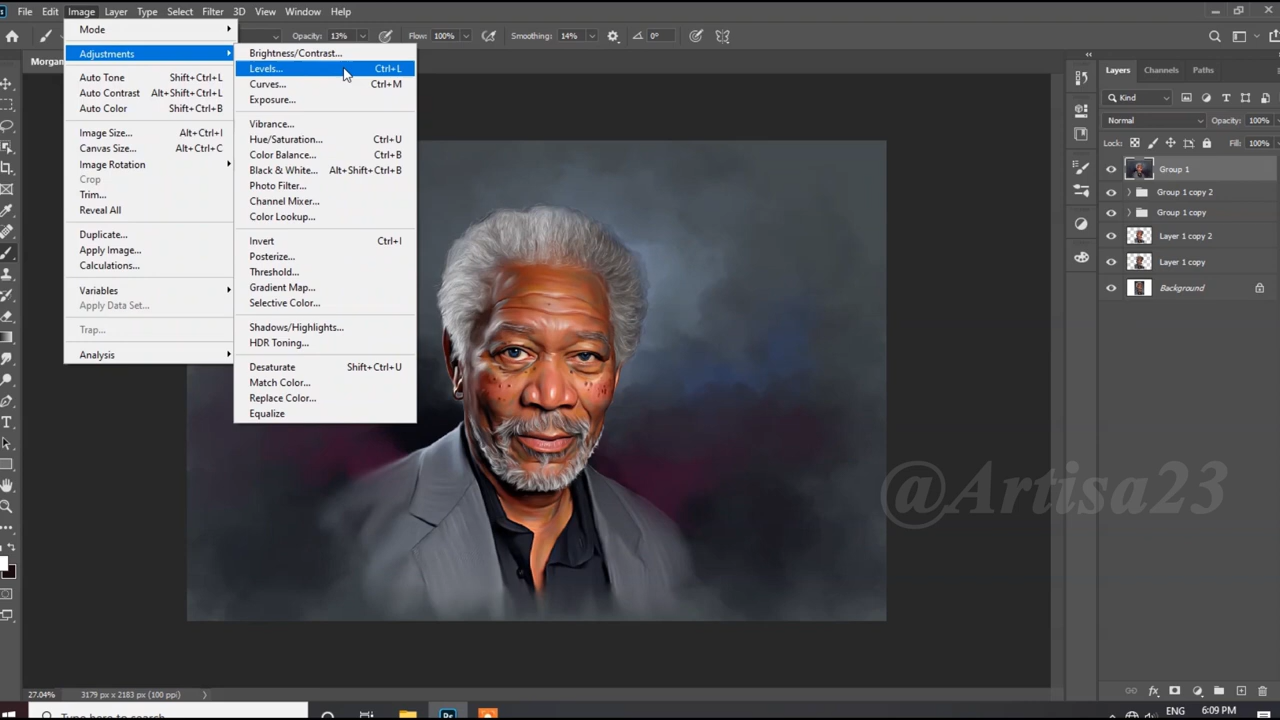 File Edit Image Layer Type Select Filter 3D View Window Help
Opacity: 13% Flow: 100% Smoothing: 14% 0°
Morgan
Mode
Adjustments
Auto Tone Shift+Ctrl+L
Auto Contrast Alt+Shift+Ctrl+L
Auto Color Shift+Ctrl+B
Image Size... Alt+Ctrl+I
Canvas Size... Alt+Ctrl+C
Image Rotation
Crop
Trim...
Reveal All
Duplicate...
Apply Image...
Calculations...
Variables
Apply Data Set...
Trap...
Analysis
Brightness/Contrast...
Levels... Ctrl+L
Curves... Ctrl+M
Exposure...
Vibrance...
Hue/Saturation... Ctrl+U
Color Balance... Ctrl+B
Black & White... Alt+Shift+Ctrl+B
Photo Filter...
Channel Mixer...
Color Lookup...
Invert Ctrl+I
Posterize...
Threshold...
Gradient Map...
Selective Color...
Shadows/Highlights...
HDR Toning...
Desaturate Shift+Ctrl+U
Match Color...
Replace Color...
Equalize
Layers Channels Paths
Kind
Normal Opacity: 100%
Lock: Fill: 100%
Group 1
Group 1 copy 2
Group 1 copy
Layer 1 copy 2
Layer 1 copy
Background
@Artisa23
27.04% 3179 px x 2183 px (100 ppi)
Type here to search
Ps
ENG
6:09 PM